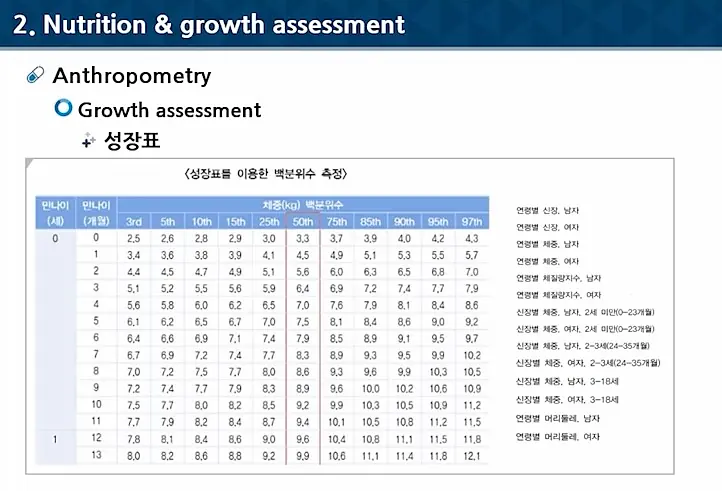 2. Nutrition & growth assessment
Anthropometry
Growth assessment
성장표
<성장표를 이용한 백분위수 측정>
만나이 만나이 체중(kg) 백분위수
(세) (개월) 3rd 5th 10th 15th 25th 50th 75th 85th 90th 95th 97th
0 0 2,5 2,6 2,8 2,9 3,0 3,3 3,7 3,9 4,0 4,2 4,3
1 3,4 3,6 3,8 3,9 4,1 4,5 4,9 5,1 5,3 5,5 5,7
2 4,4 4,5 4,7 4,9 5,1 5,6 6,0 6,3 6,5 6,8 7,0
3 5,1 5,2 5,5 5,6 5,9 6,4 6,9 7,2 7,4 7,7 7,9
4 5,6 5,8 6,0 6,2 6,5 7,0 7,6 7,9 8,1 8,4 8,6
5 6,1 6,2 6,5 6,7 7,0 7,5 8,1 8,4 8,6 9,0 9,2
6 6,4 6,6 6,9 7,1 7,4 7,9 8,5 8,9 9,1 9,5 9,7
7 6,7 6,9 7,2 7,4 7,7 8,3 8,9 9,3 9,5 9,9 10,2
8 7,0 7,2 7,5 7,7 8,0 8,6 9,3 9,6 9,9 10,3 10,5
9 7,2 7,4 7,7 7,9 8,3 8,9 9,6 10,0 10,2 10,6 10,9
10 7,5 7,7 8,0 8,2 8,5 9,2 9,9 10,3 10,5 10,9 11,2
11 7,7 7,9 8,2 8,4 8,7 9,4 10,1 10,5 10,8 11,2 11,5
1 12 7,8 8,1 8,4 8,6 9,0 9,6 10,4 10,8 11,1 11,5 11,8
13 8,0 8,2 8,6 8,8 9,2 9,9 10,6 11,1 11,4 11,8 12,1
연령별 신장, 남자
연령별 신장, 여자
연령별 체중, 남자
연령별 체중, 여자
연령별 체질량지수, 남자
연령별 체질량지수, 여자
신장별 체중, 남자, 2세 미만(0-23개월)
신장별 체중, 여자, 2세 미만(0-23개월)
신장별 체중, 남자, 2-3세(24-35개월)
신장별 체중, 여자, 2-3세(24-35개월)
신장별 체중, 남자, 3-18세
신장별 체중, 여자, 3-18세
연령별 머리둘레, 남자
연령별 머리둘레, 여자